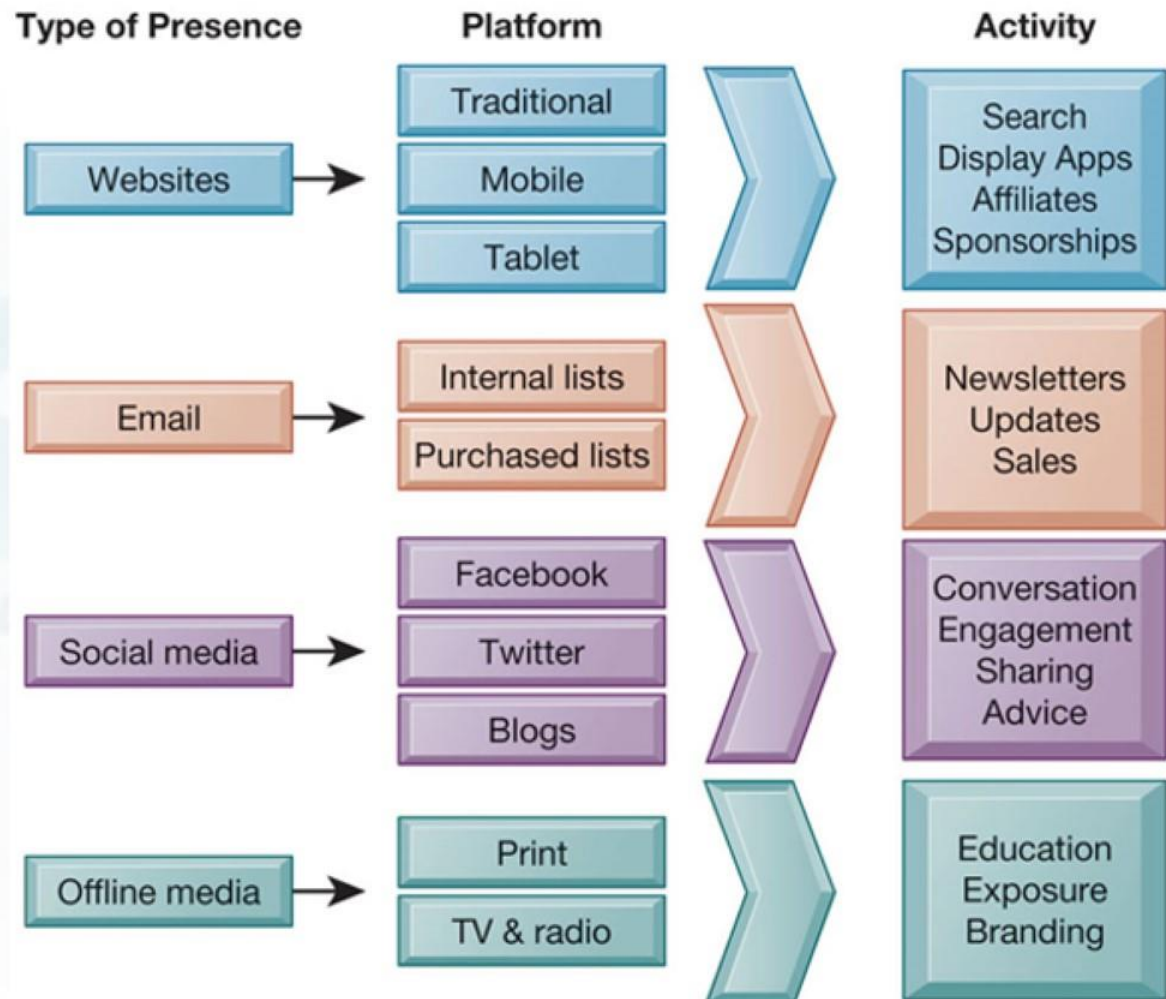 Type of Presence
Platform
Activity
Websites
Traditional
Mobile
Tablet
Search
Display Apps
Affiliates
Sponsorships
Email
Internal lists
Purchased lists
Newsletters
Updates
Sales
Social media
Facebook
Twitter
Blogs
Conversation
Engagement
Sharing
Advice
Offline media
Print
TV & radio
Education
Exposure
Branding